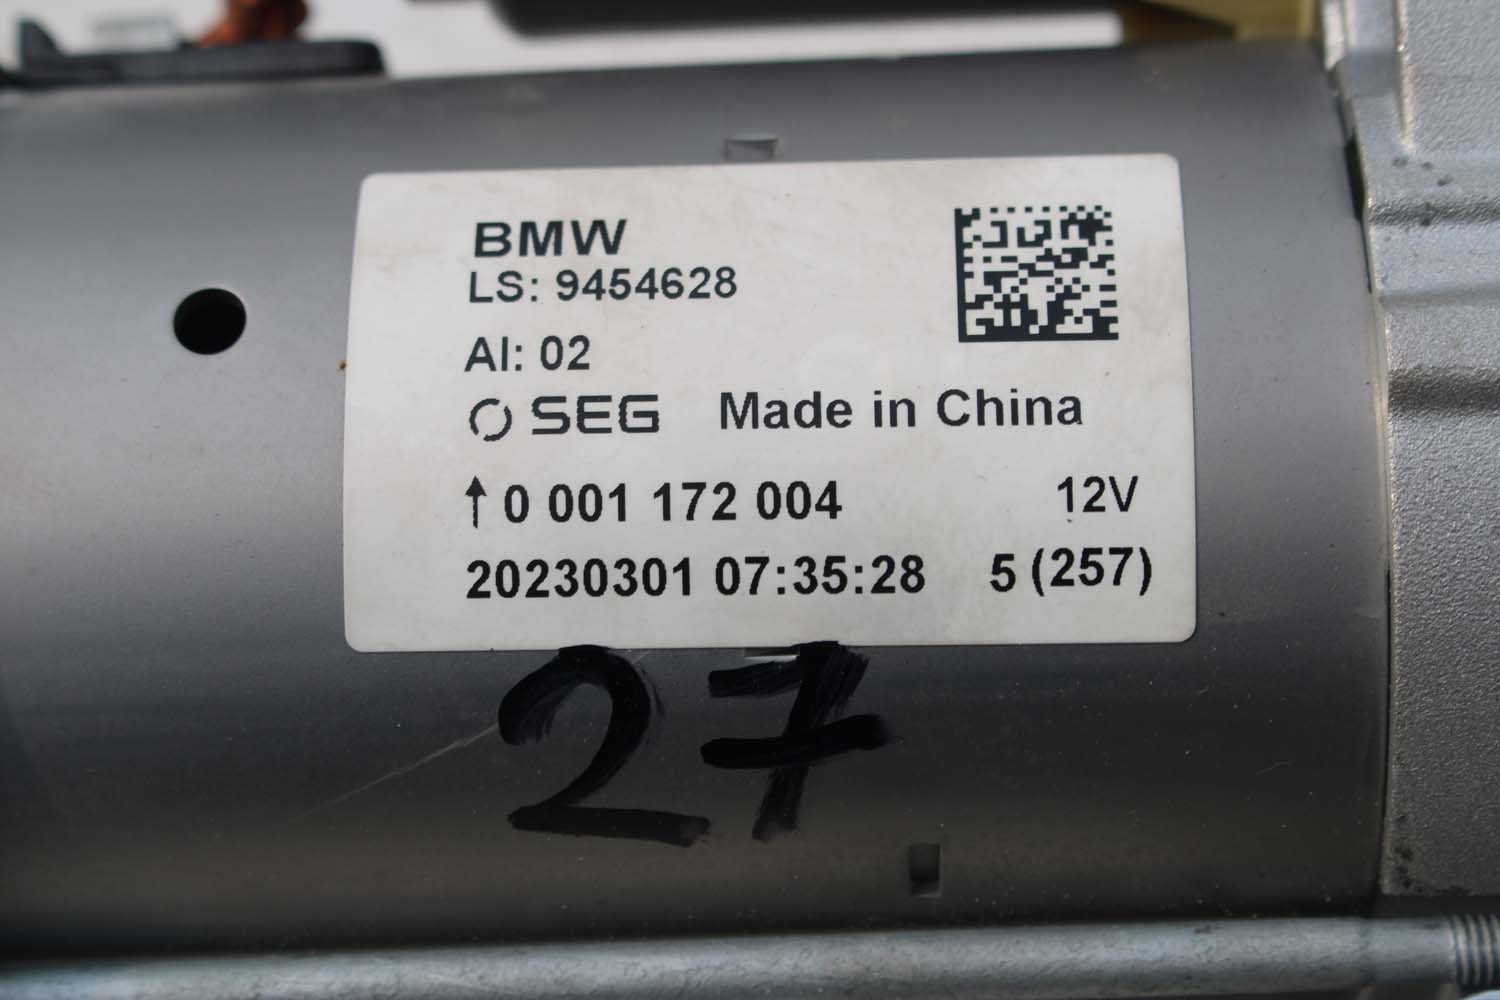 BMW
LS: 9454628
AI: 02
SEG Made in China
↑ 0 001 172 004 12V
20230301 07:35:28 5 (257)
27